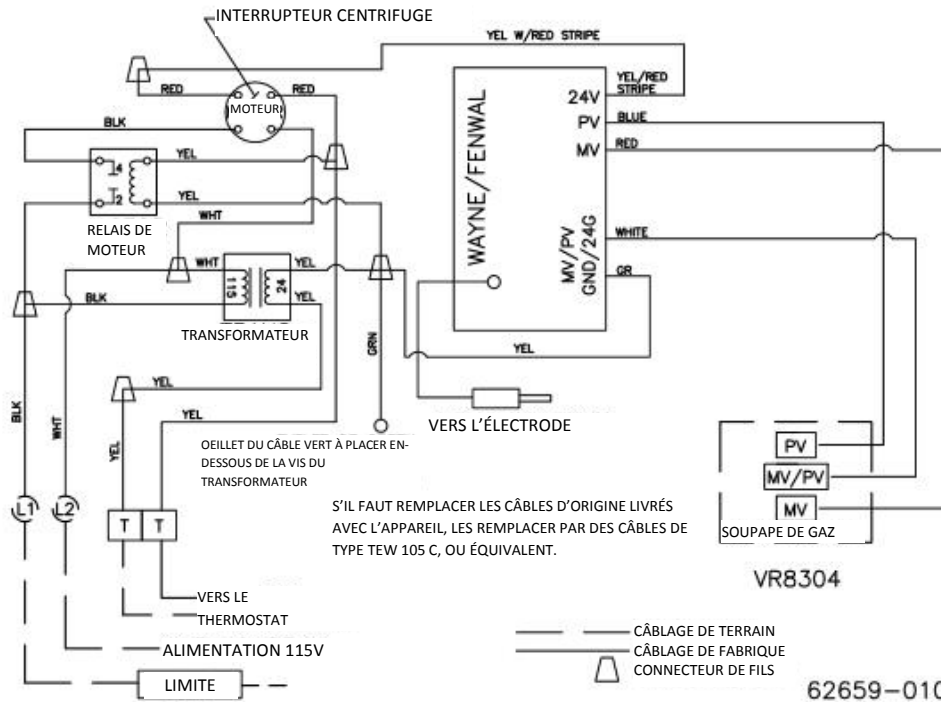 INTERRUPTEUR CENTRIFUGE
YEL W/RED STRIPE
YEL/RED
STRIPE
RED
RED
MOTEUR
24V
PV
BLUE
MV
RED
BLK
YEL
4
2
YEL
RELAIS DE
MOTEUR
WHT
WAYNE/FENWAL
MV/PV
GND/24G
WHITE
GR
WHT
115
24
YEL
BLK
YEL
TRANSFORMATEUR
GRN
YEL
YEL
YEL
BLK
WHT
YEL
VERS L’ÉLECTRODE
OEILLET DU CÂBLE VERT À PLACER EN-
DESSOUS DE LA VIS DU
TRANSFORMATEUR
PV
MV/PV
MV
SOUPAPE DE GAZ
VR8304
L1
L2
T
T
S’IL FAUT REMPLACER LES CÂBLES D’ORIGINE LIVRÉS
AVEC L’APPAREIL, LES REMPLACER PAR DES CÂBLES DE
TYPE TEW 105 C, OU ÉQUIVALENT.
VERS LE
THERMOSTAT
ALIMENTATION 115V
LIMITE
CÂBLAGE DE TERRAIN
CÂBLAGE DE FABRIQUE
CONNECTEUR DE FILS
62659-010